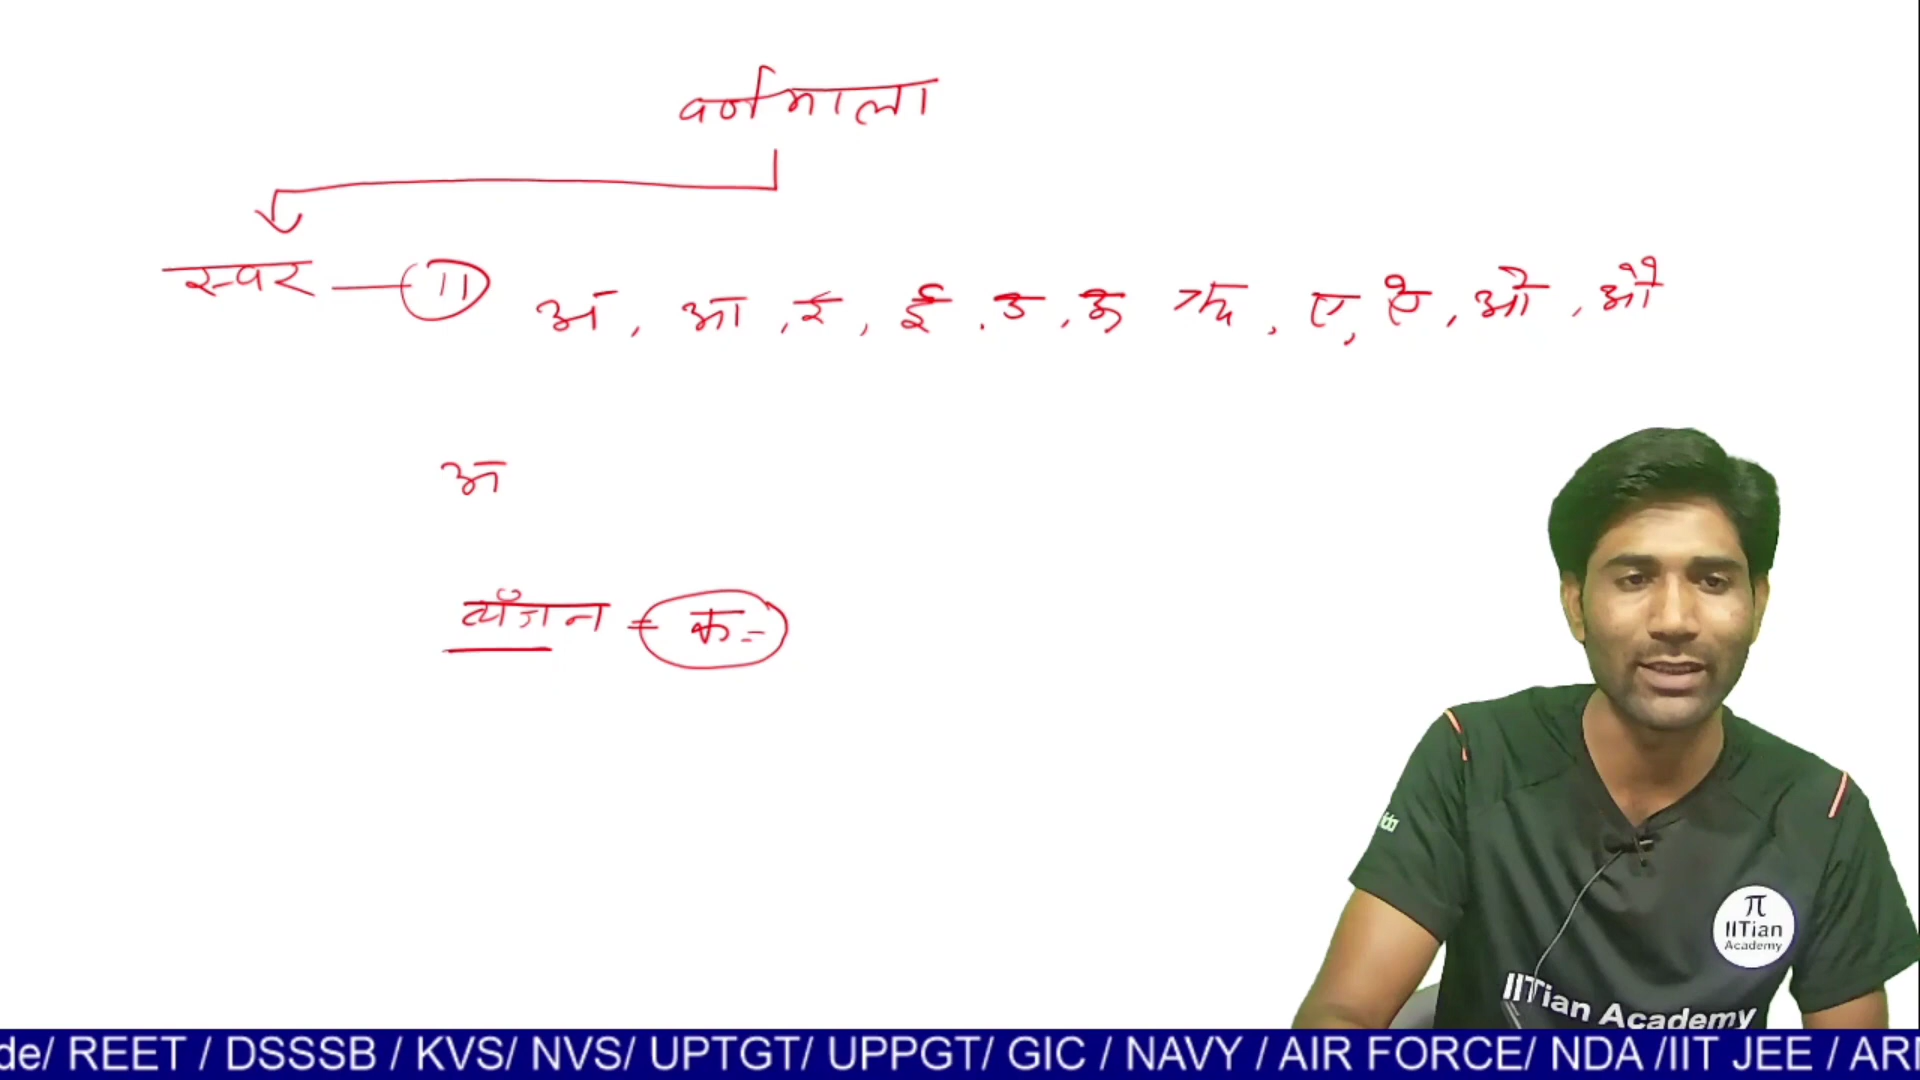 वर्णमाला
स्वर — 11 अ, आ, इ, ई, उ, ऊ ऋ, ए, ऐ, ओ, औ
अ
व्यँजन = क -
π
IITian
Academy
IITian Academy
de/ REET / DSSSB / KVS/ NVS/ UPTGT/ UPPGT/ GIC / NAVY / AIR FORCE/ NDA /IIT JEE / AR